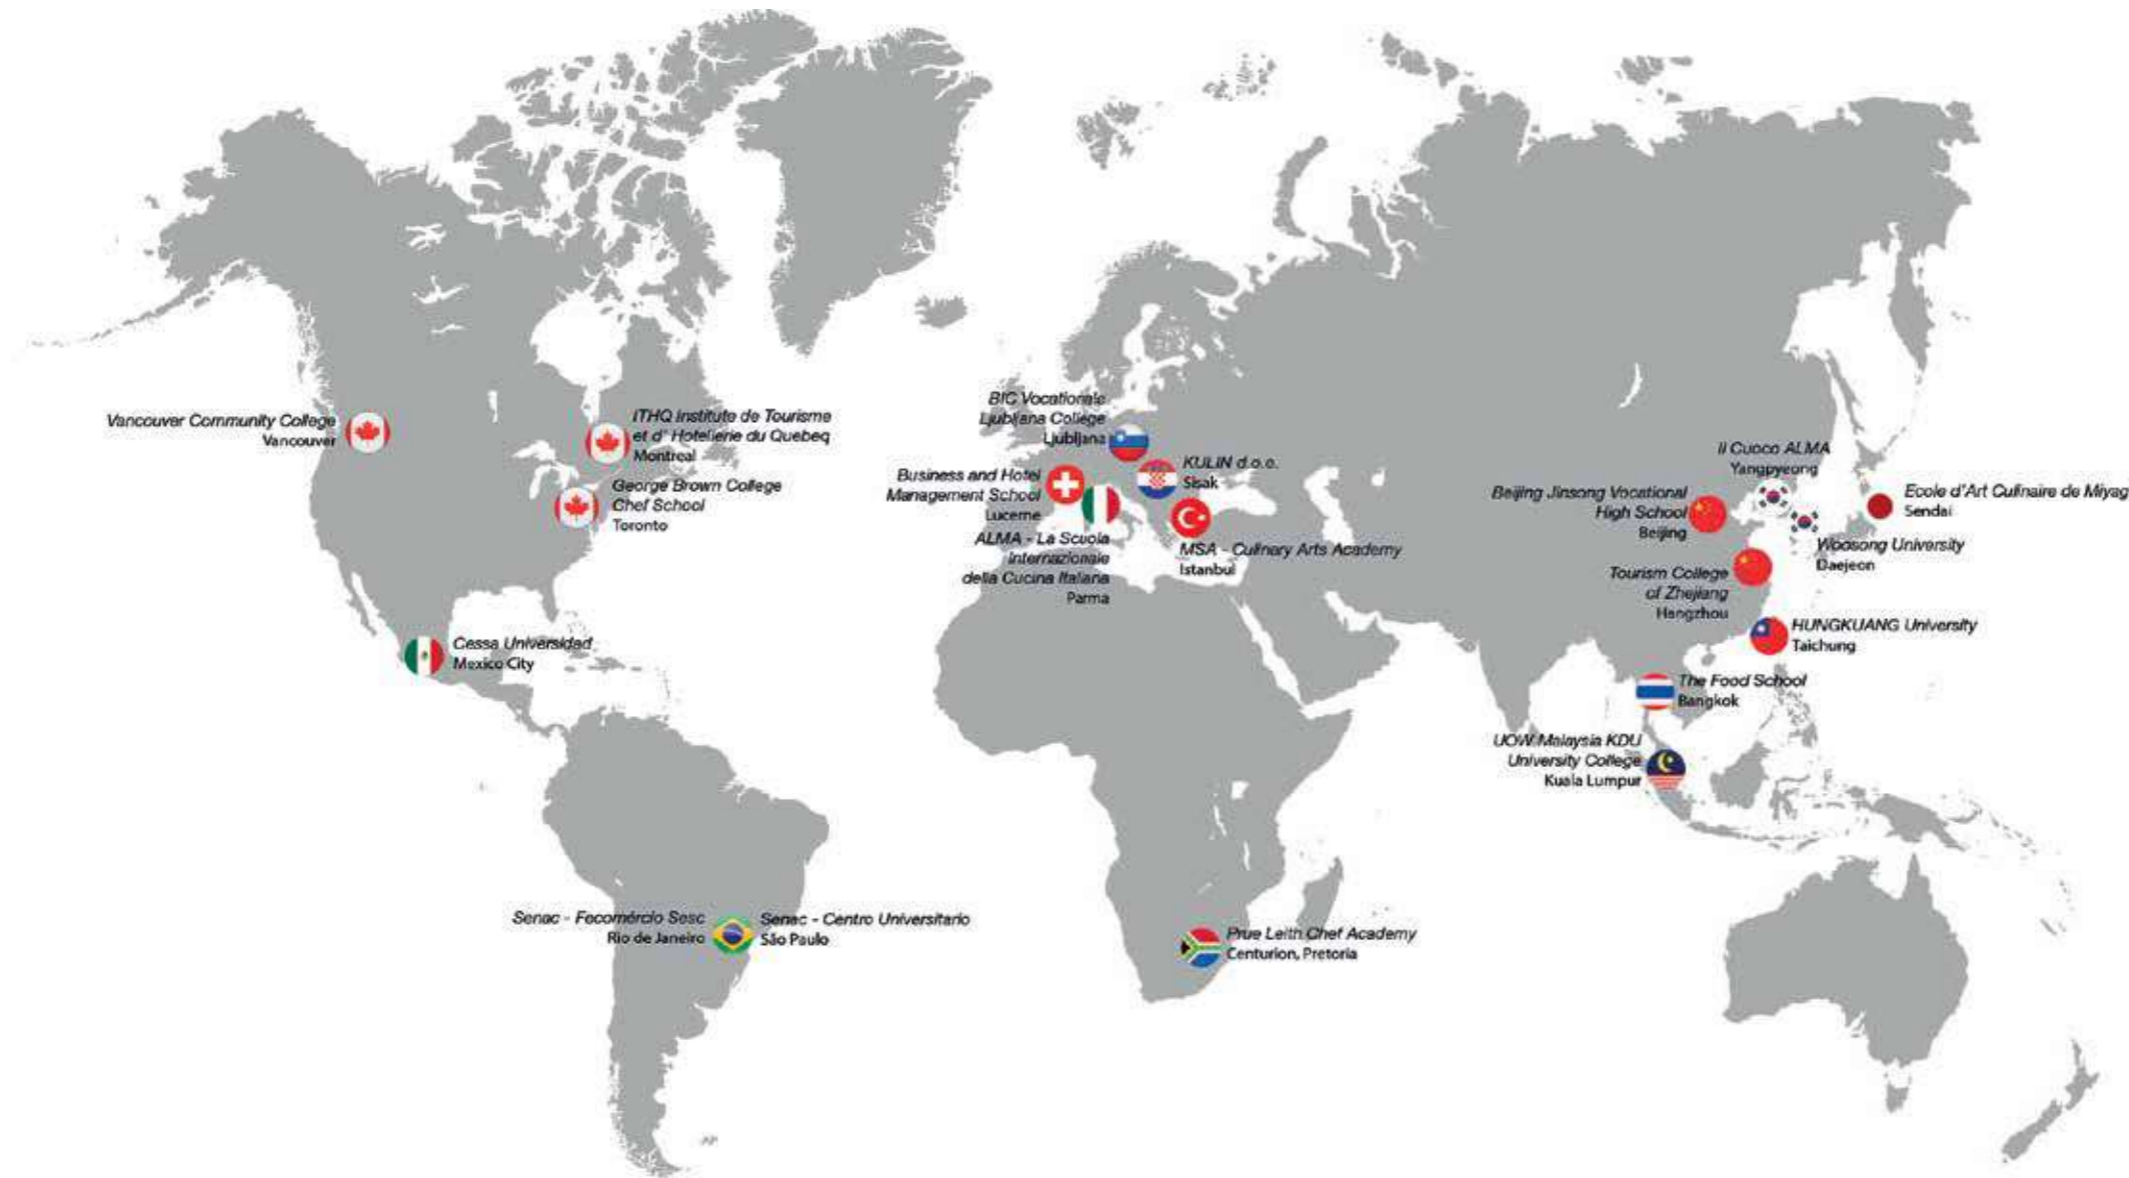 Vancouver Community College
Vancouver
ITHQ Institute de Tourisme
et d' Hotellerie du Quebeq
Montreal
George Brown College
Chef School
Toronto
Cessa Universidad
Mexico City
Senac - Fecomércio Sesc
Rio de Janeiro
Senac - Centro Universitario
São Paulo
BIC Vocationale
Ljubljana College
Ljubljana
Business and Hotel
Management School
Lucerne
KULIN d.o.o.
Sisak
ALMA - La Scuola
Internazionale
della Cucina Italiana
Parma
MSA - Culinary Arts Academy
Istanbul
Prue Leith Chef Academy
Centurion, Pretoria
Il Cuoco ALMA
Yangpyeong
Beijing Jinsong Vocational
High School
Beijing
Ecole d'Art Culinaire de Miyag
Sendai
Woosong University
Daejeon
Tourism College
of Zhejiang
Hangzhou
HUNGKUANG University
Taichung
The Food School
Bangkok
UOW Malaysia KDU
University College
Kuala Lumpur